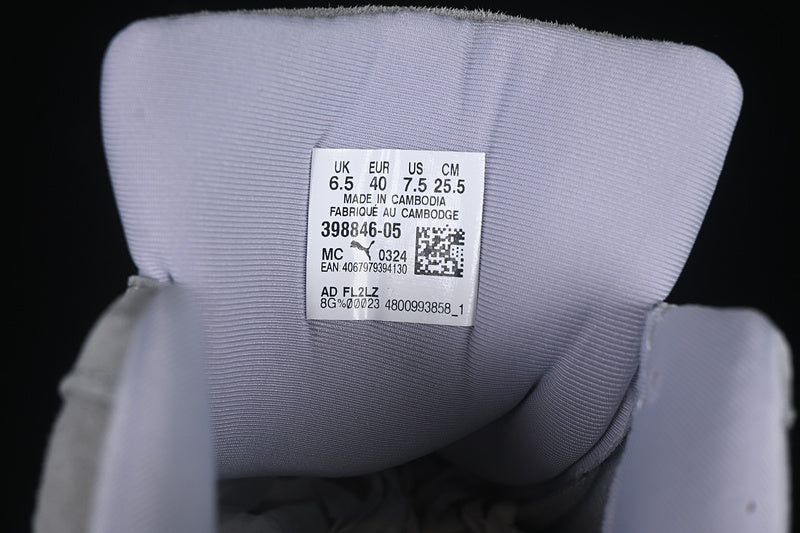 UK EUR US CM
6.5 40 7.5 25.5
MADE IN CAMBODIA
FABRIQUÉ AU CAMBODGE
398846-05
MC 0324
EAN 4067979394130
AD FL2LZ
8G%00023 4800993858_1